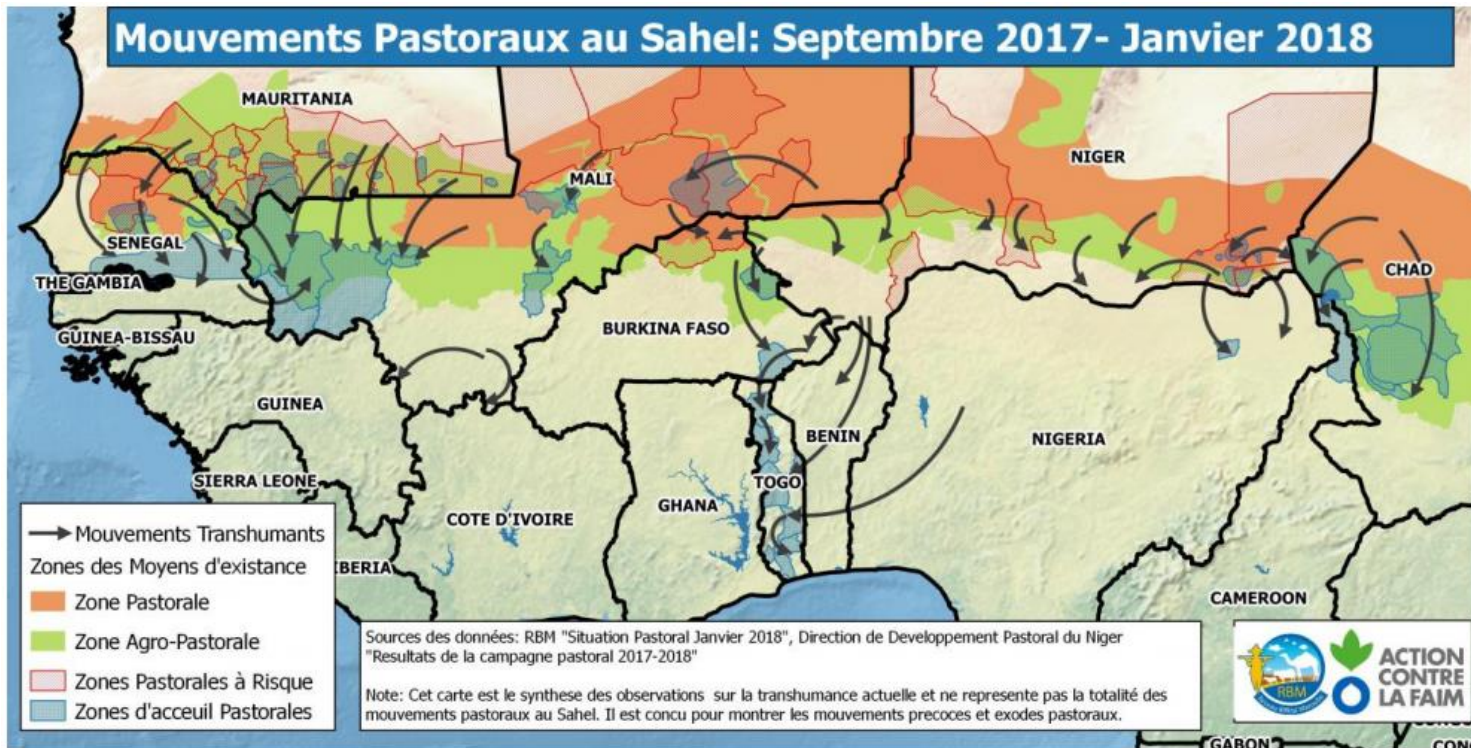 Mouvements Pastoraux au Sahel: Septembre 2017- Janvier 2018
MAURITANIA
MALI
NIGER
CHAD
SENEGAL
THE GAMBIA
GUINEA-BISSAU
BURKINA FASO
GUINEA
BENIN
NIGERIA
SIERRA LEONE
COTE D'IVOIRE
GHANA
TOGO
IBERIA
CAMEROON
GABON
CON
Mouvements Transhumants
Zones des Moyens d'existance
Zone Pastorale
Zone Agro-Pastorale
Zones Pastorales à Risque
Zones d'acceuil Pastorales
Sources des données: RBM "Situation Pastoral Janvier 2018", Direction de Developpement Pastoral du Niger
"Resultats de la campagne pastoral 2017-2018"
Note: Cet carte est le synthese des observations sur la transhumance actuelle et ne represente pas la totalité des
mouvements pastoraux au Sahel. Il est concu pour montrer les mouvements precoces et exodes pastoraux.
RBM
ACTION
CONTRE
LA FAIM